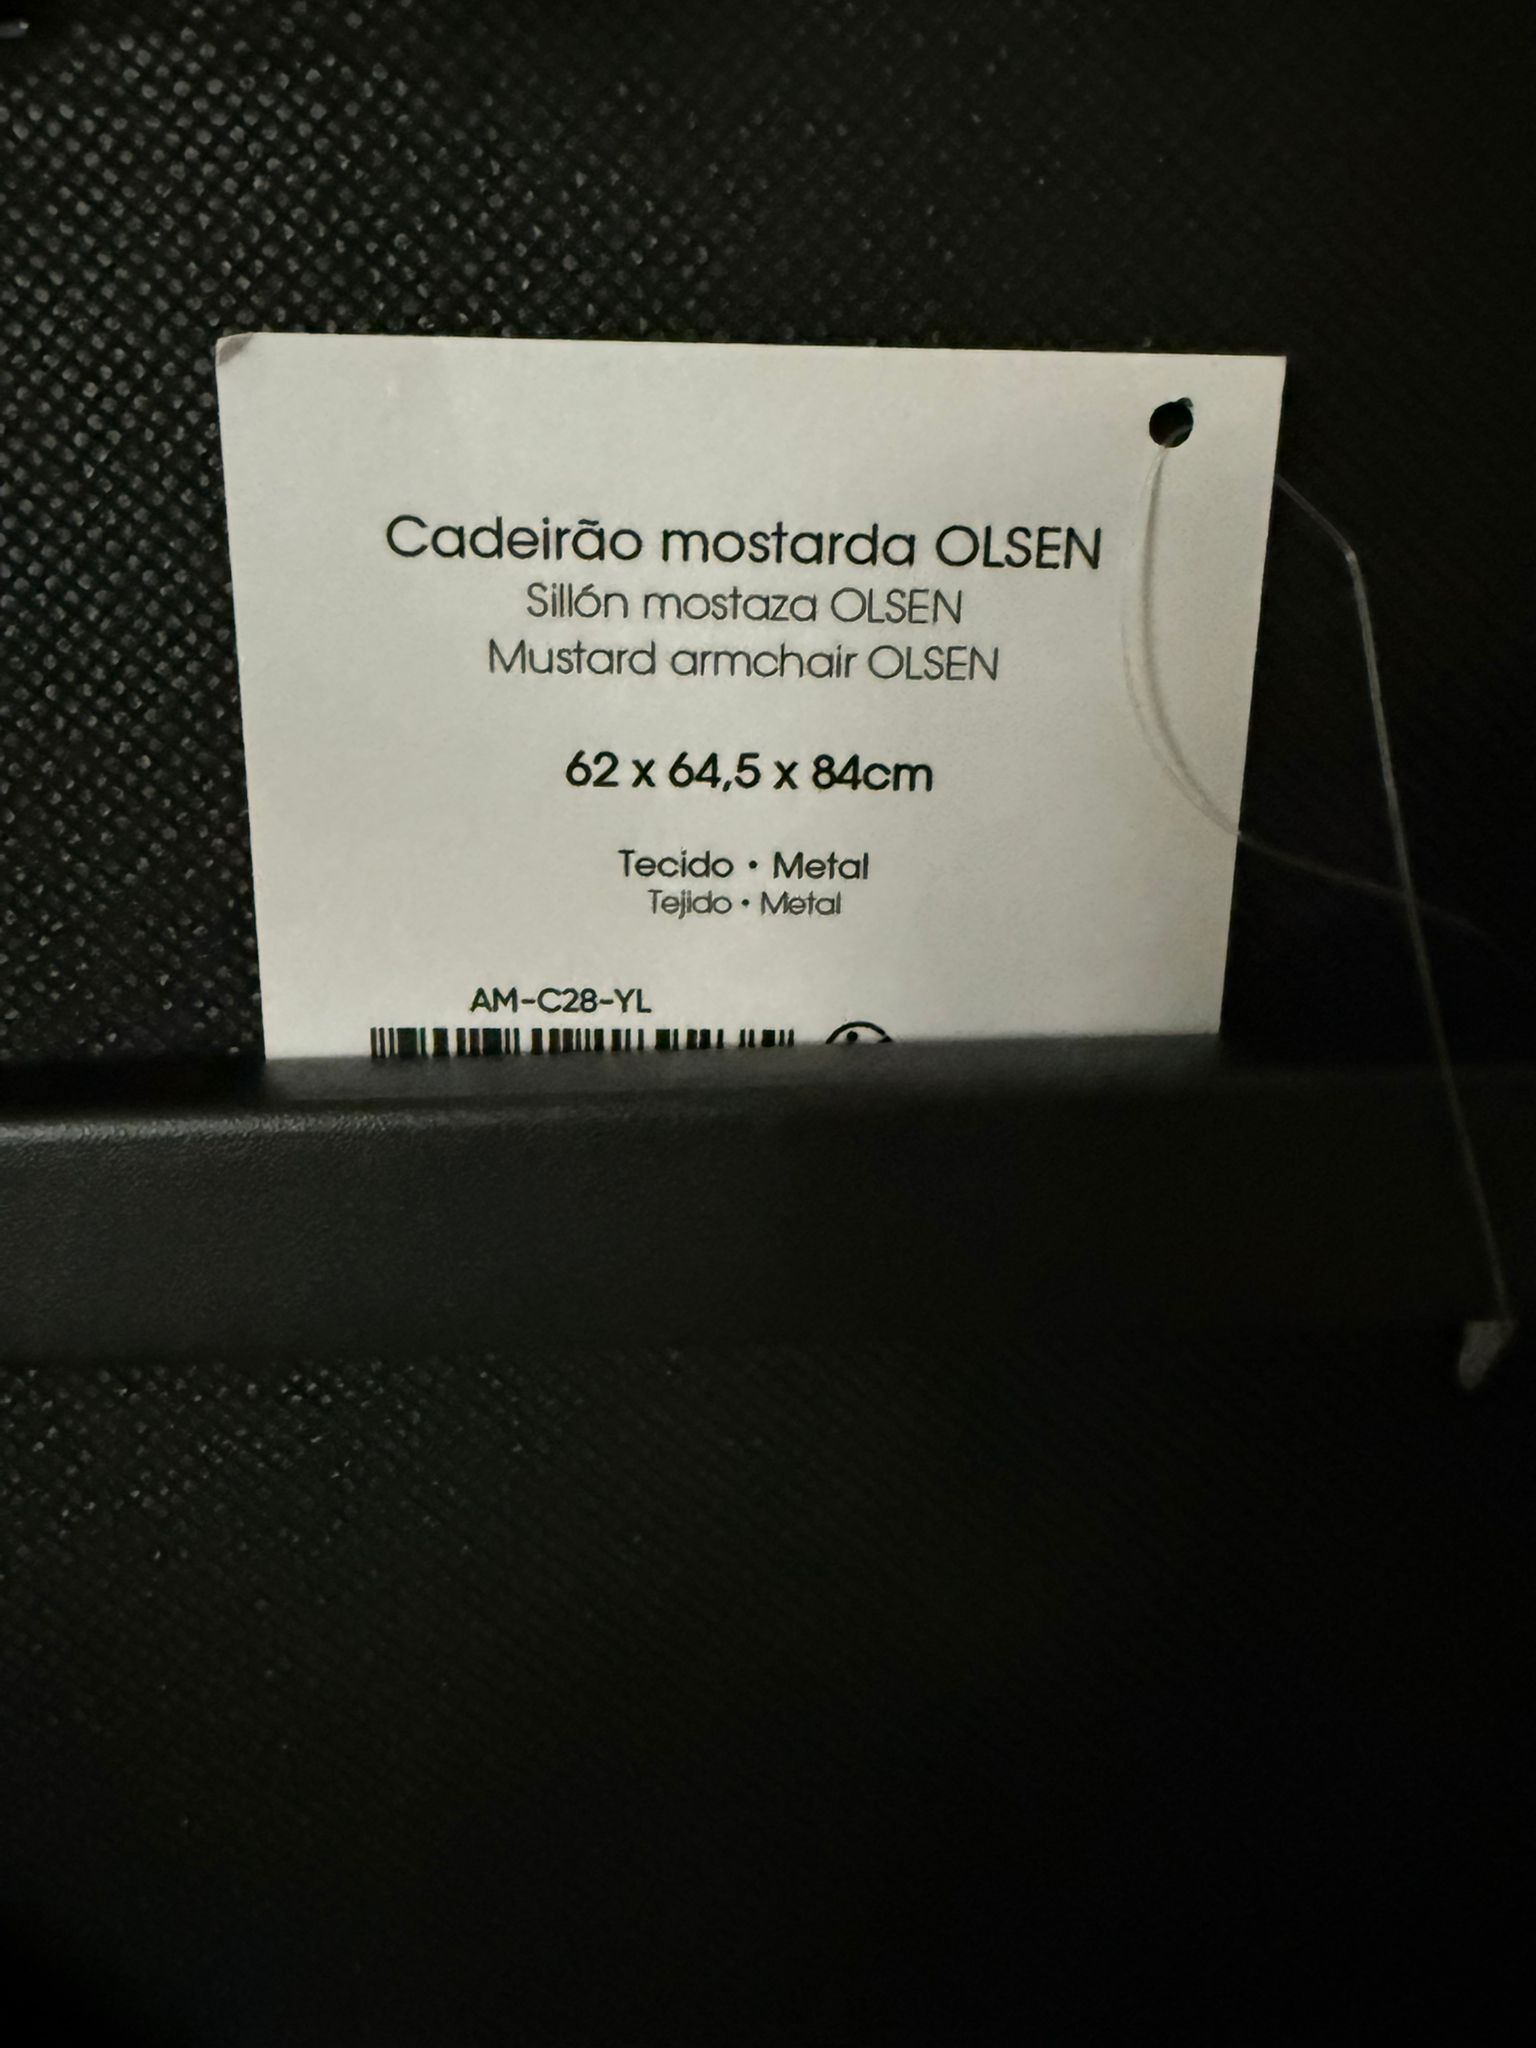 Cadeirão mostarda OLSEN
Sillón mostaza OLSEN
Mustard armchair OLSEN
62 x 64,5 x 84cm
Tecido • Metal
Tejido • Metal
AM-C28-YL